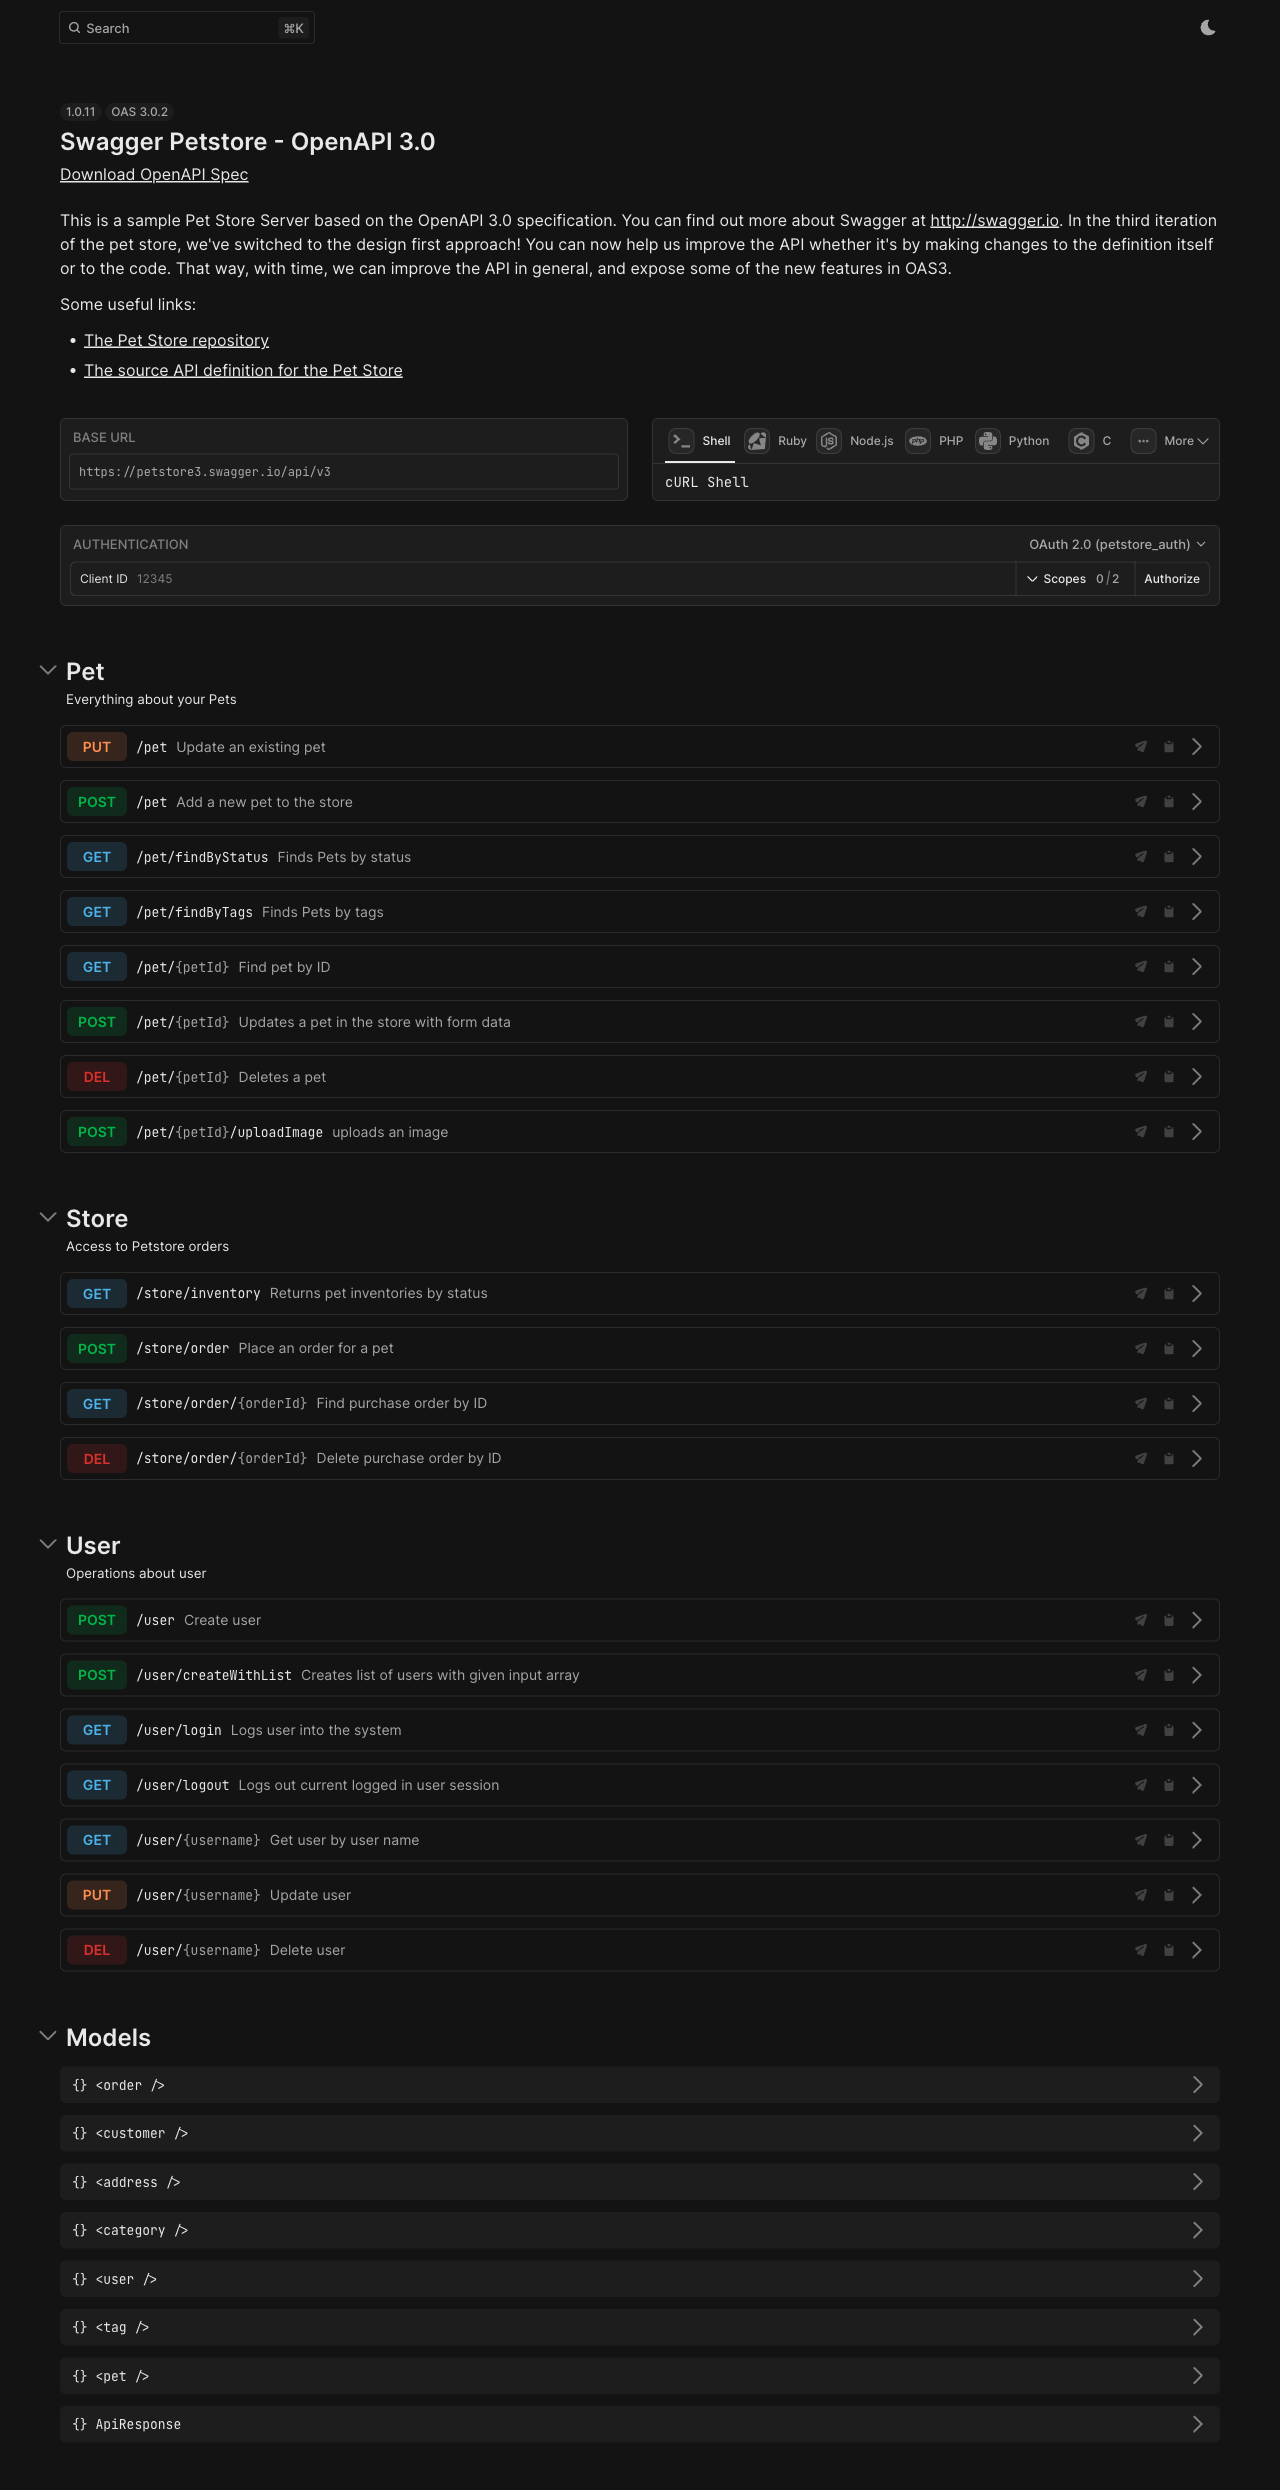 Search ⌘K
1.0.11 OAS 3.0.2
Swagger Petstore - OpenAPI 3.0
Download OpenAPI Spec
This is a sample Pet Store Server based on the OpenAPI 3.0 specification. You can find out more about Swagger at http://swagger.io. In the third iteration
of the pet store, we've switched to the design first approach! You can now help us improve the API whether it's by making changes to the definition itself
or to the code. That way, with time, we can improve the API in general, and expose some of the new features in OAS3.
Some useful links:
• The Pet Store repository
• The source API definition for the Pet Store
BASE URL
https://petstore3.swagger.io/api/v3
Shell Ruby Node.js PHP Python C More
cURL Shell
AUTHENTICATION OAuth 2.0 (petstore_auth)
Client ID 12345 Scopes 0/2 Authorize
Pet
Everything about your Pets
PUT /pet Update an existing pet
POST /pet Add a new pet to the store
GET /pet/findByStatus Finds Pets by status
GET /pet/findByTags Finds Pets by tags
GET /pet/{petId} Find pet by ID
POST /pet/{petId} Updates a pet in the store with form data
DEL /pet/{petId} Deletes a pet
POST /pet/{petId}/uploadImage uploads an image
Store
Access to Petstore orders
GET /store/inventory Returns pet inventories by status
POST /store/order Place an order for a pet
GET /store/order/{orderId} Find purchase order by ID
DEL /store/order/{orderId} Delete purchase order by ID
User
Operations about user
POST /user Create user
POST /user/createWithList Creates list of users with given input array
GET /user/login Logs user into the system
GET /user/logout Logs out current logged in user session
GET /user/{username} Get user by user name
PUT /user/{username} Update user
DEL /user/{username} Delete user
Models
{} <order />
{} <customer />
{} <address />
{} <category />
{} <user />
{} <tag />
{} <pet />
{} ApiResponse